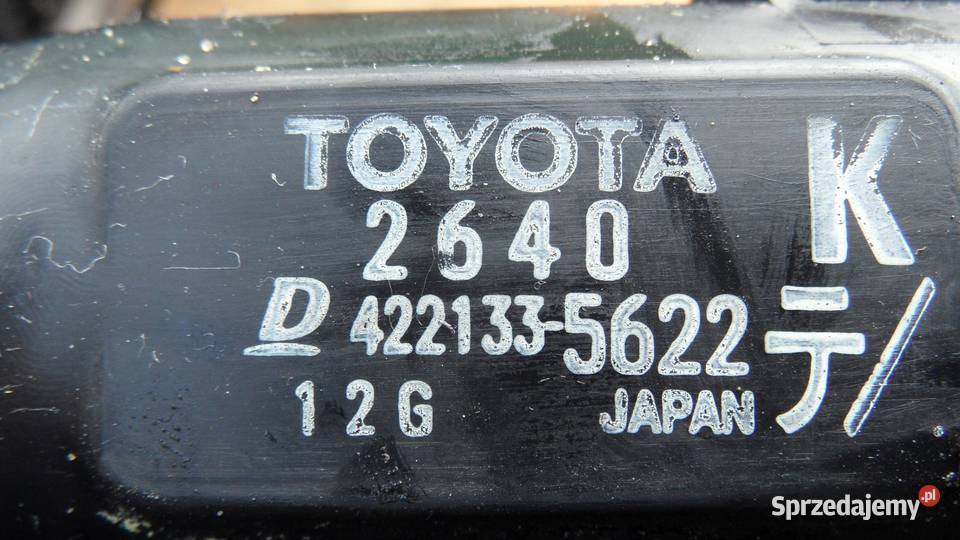 TOYOTA
K
2640
D 422133-5622
テ/
12G
JAPAN
Sprzedajemy.pl